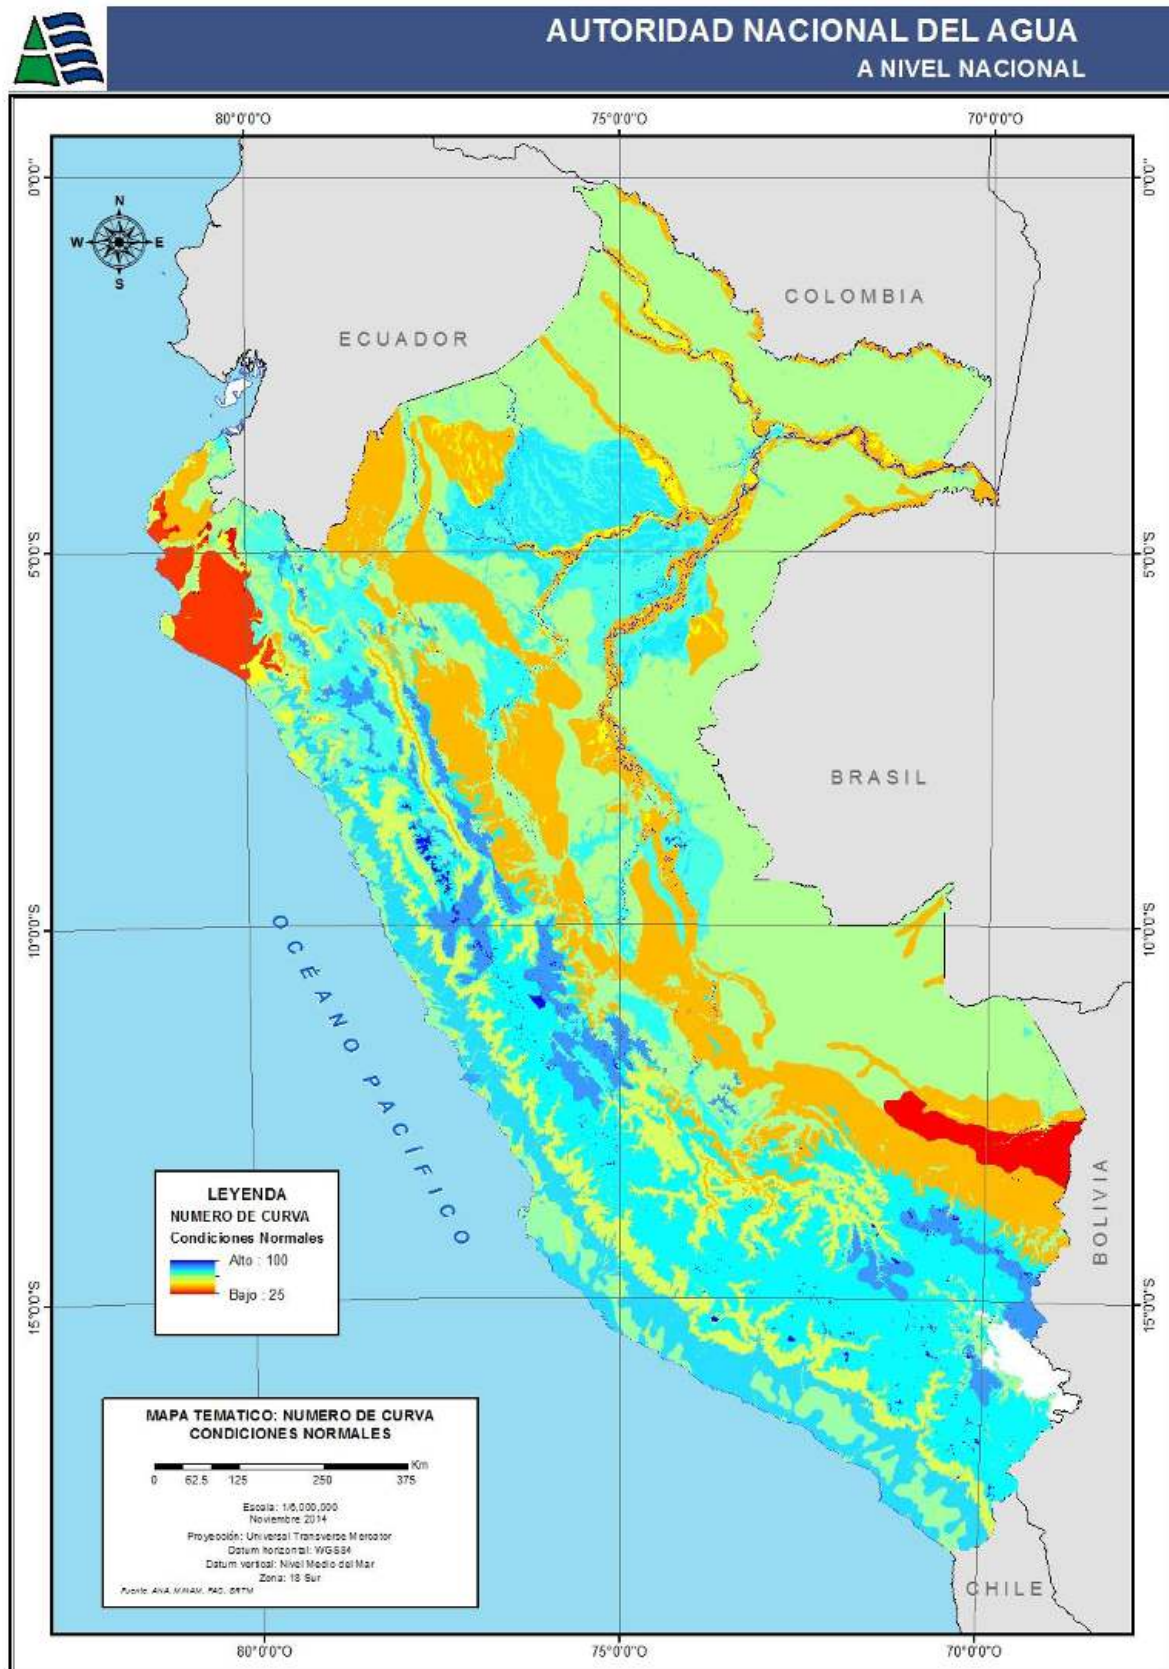 AUTORIDAD NACIONAL DEL AGUA
A NIVEL NACIONAL
80°0'0"O
75°0'0"O
70°0'0"O
0°0'0"
0°0'0"
N
W
E
S
COLOMBIA
ECUADOR
5°0'0"S
5°0'0"S
BRASIL
10°0'0"S
10°0'0"S
OCÉANO PACÍFICO
BOLIVIA
LEYENDA
NUMERO DE CURVA
Condiciones Normales
Alto : 100
Bajo : 25
15°0'0"S
15°0'0"S
MAPA TEMATICO: NUMERO DE CURVA
CONDICIONES NORMALES
Km
0 62.5 125 250 375
Escala: 1/6,000,000
Noviembre 2014
Proyección: Universal Transverse Mercator
Datum horizontal: WGS84
Datum vertical: Nivel Medio del Mar
Zona: 18 Sur
Fuente: ANA, MINAM, FAO, SRTM
CHILE
80°0'0"O
75°0'0"O
70°0'0"O